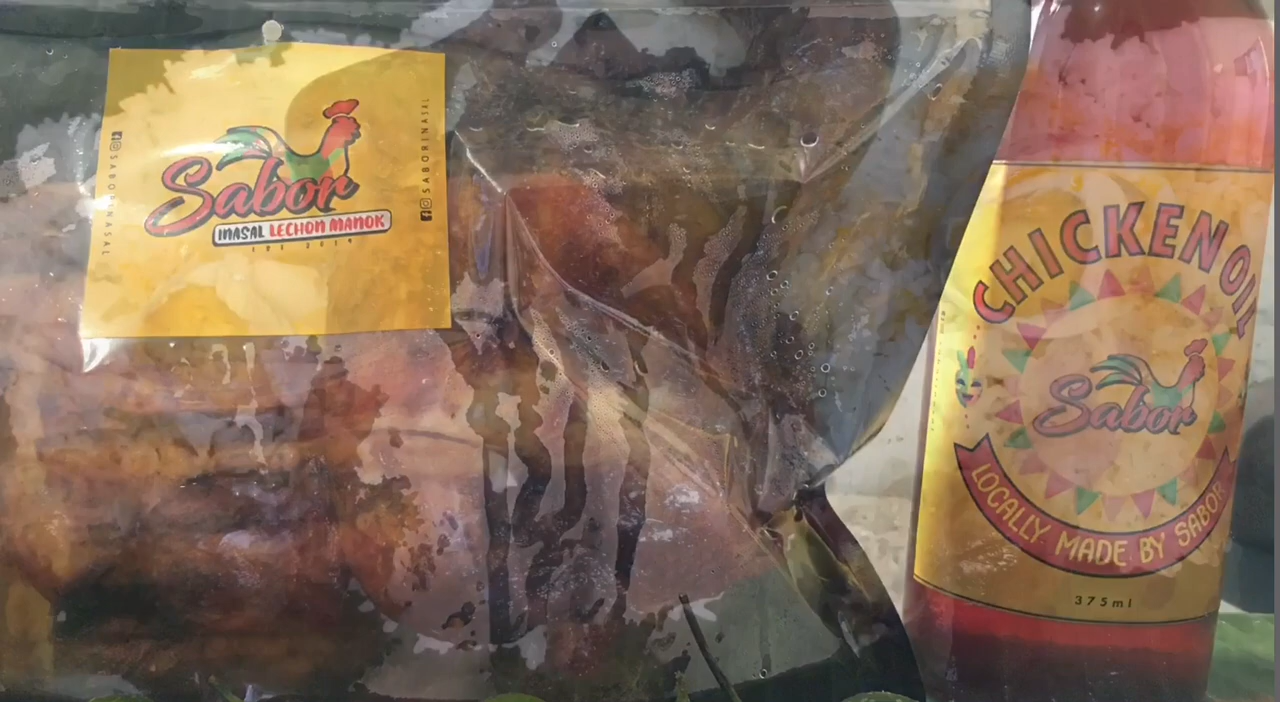 SABORINASAL
Sabor
INASAL LECHON MANOK
SABORINASAL
CHICKEN OIL
Sabor
LOCALLY MADE BY SABOR
375ml